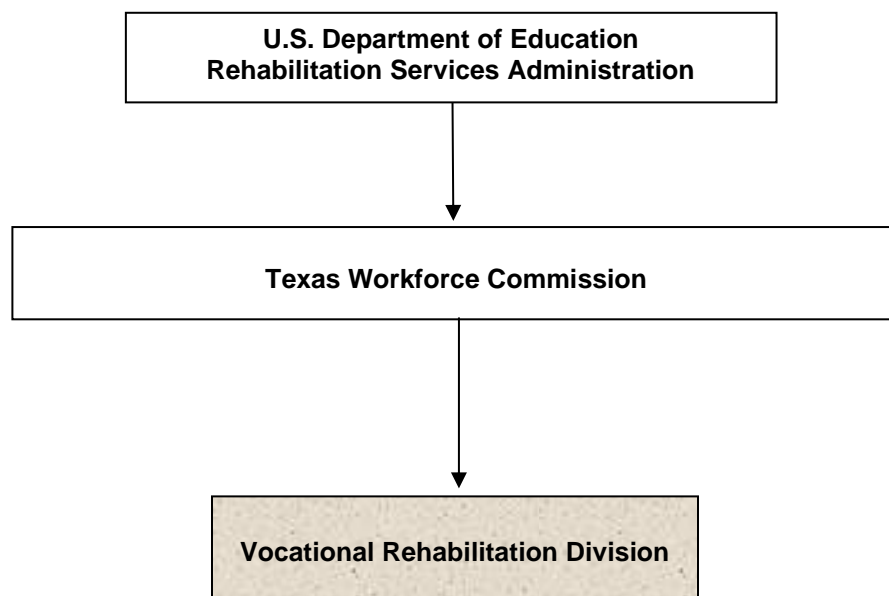 U.S. Department of Education
Rehabilitation Services Administration
Texas Workforce Commission
Vocational Rehabilitation Division